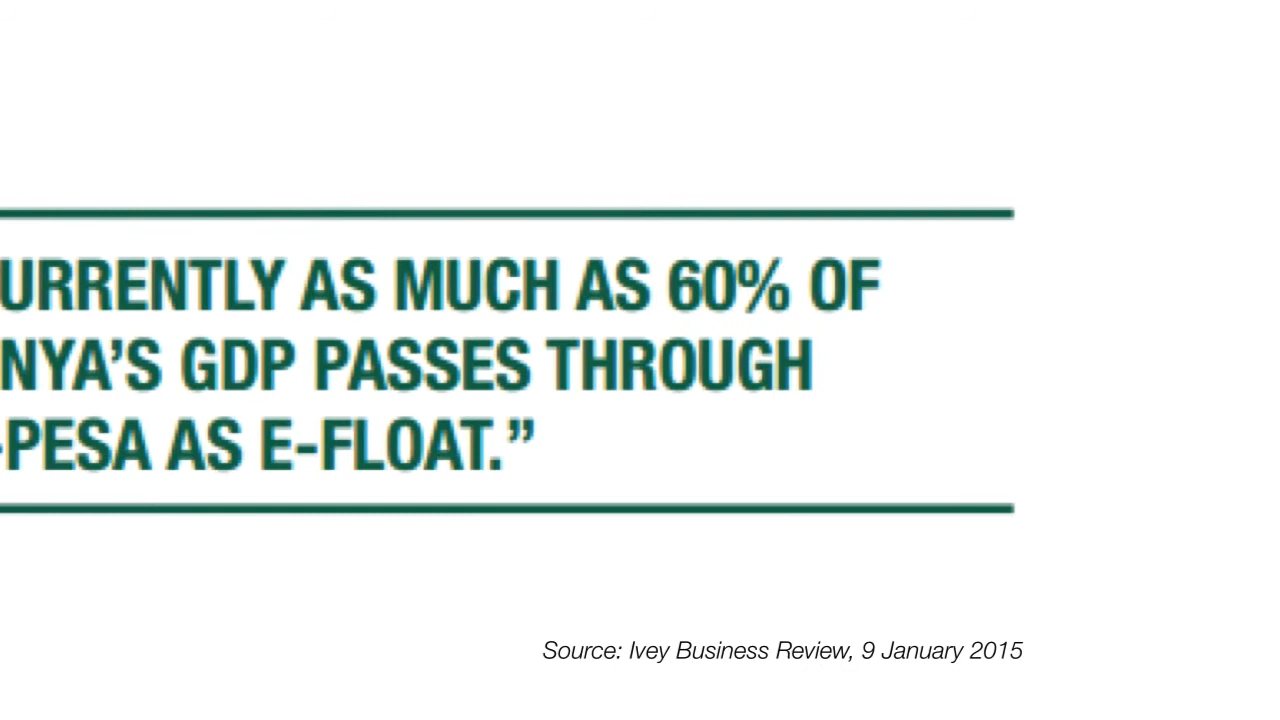 URRENTLY AS MUCH AS 60% OF
NYA’S GDP PASSES THROUGH
-PESA AS E-FLOAT.”
Source: Ivey Business Review, 9 January 2015